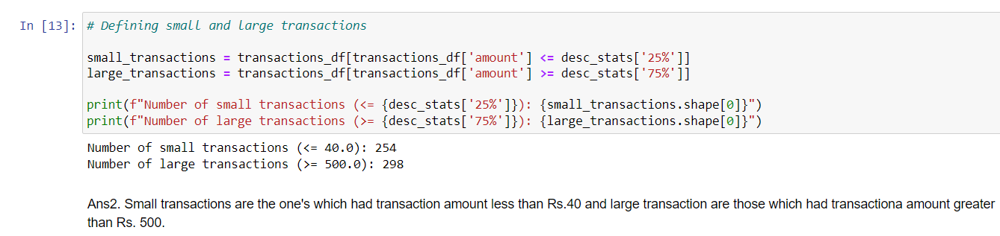 In [13]: # Defining small and large transactions
small_transactions = transactions_df[transactions_df['amount'] <= desc_stats['25%']]
large_transactions = transactions_df[transactions_df['amount'] >= desc_stats['75%']]
print(f"Number of small transactions (<= {desc_stats['25%']}): {small_transactions.shape[0]}")
print(f"Number of large transactions (>= {desc_stats['75%']}): {large_transactions.shape[0]}")
Number of small transactions (<= 40.0): 254
Number of large transactions (>= 500.0): 298
Ans2. Small transactions are the one's which had transaction amount less than Rs.40 and large transaction are those which had transactiona amount greater
than Rs. 500.